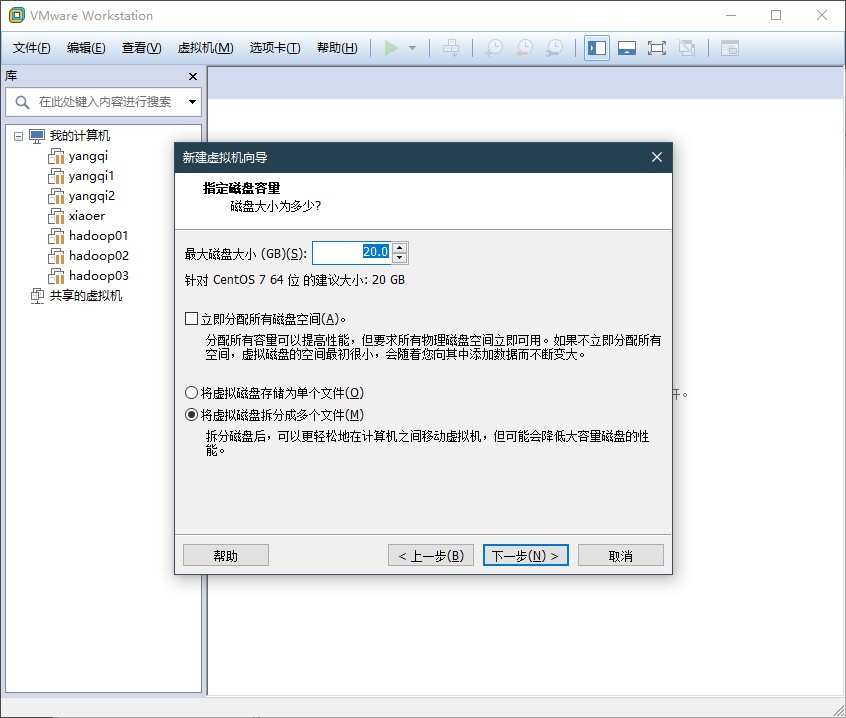 VMware Workstation
文件(F) 编辑(E) 查看(V) 虚拟机(M) 选项卡(T) 帮助(H)
库
在此处键入内容进行搜索
我的计算机
yangqi
yangqi1
yangqi2
xiaoer
hadoop01
hadoop02
hadoop03
共享的虚拟机
新建虚拟机向导
指定磁盘容量
磁盘大小为多少?
最大磁盘大小 (GB)(S): 20.0
针对 CentOS 7 64 位 的建议大小: 20 GB
立即分配所有磁盘空间(A)。
分配所有容量可以提高性能，但要求所有物理磁盘空间立即可用。如果不立即分配所有
空间，虚拟磁盘的空间最初很小，会随着您向其中添加数据而不断变大。
将虚拟磁盘存储为单个文件(O)
将虚拟磁盘拆分成多个文件(M)
拆分磁盘后，可以更轻松地在计算机之间移动虚拟机，但可能会降低大容量磁盘的性
能。
帮助 < 上一步(B) 下一步(N) > 取消